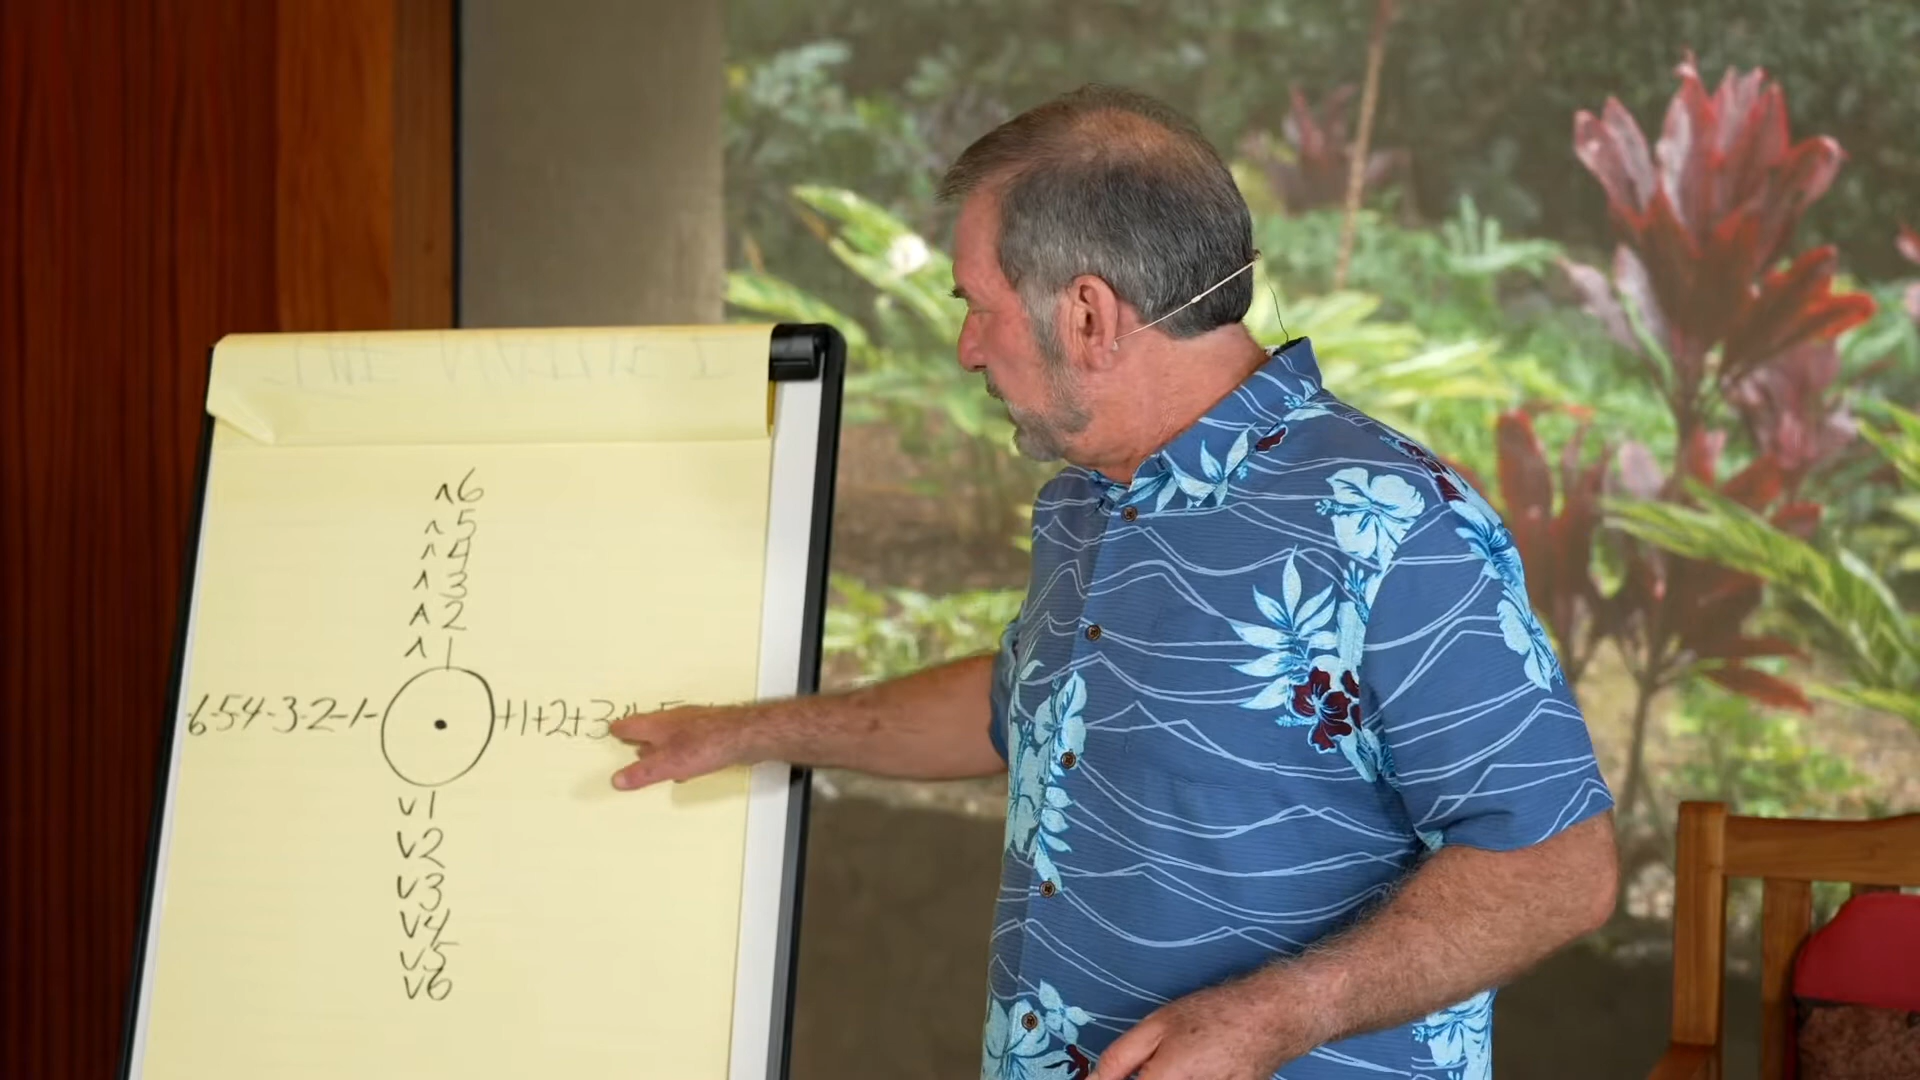 ^6
^5
^4
^3
^2
^1
-6-5-4-3-2-1- +1+2+3
v1
v2
v3
v4
v5
v6